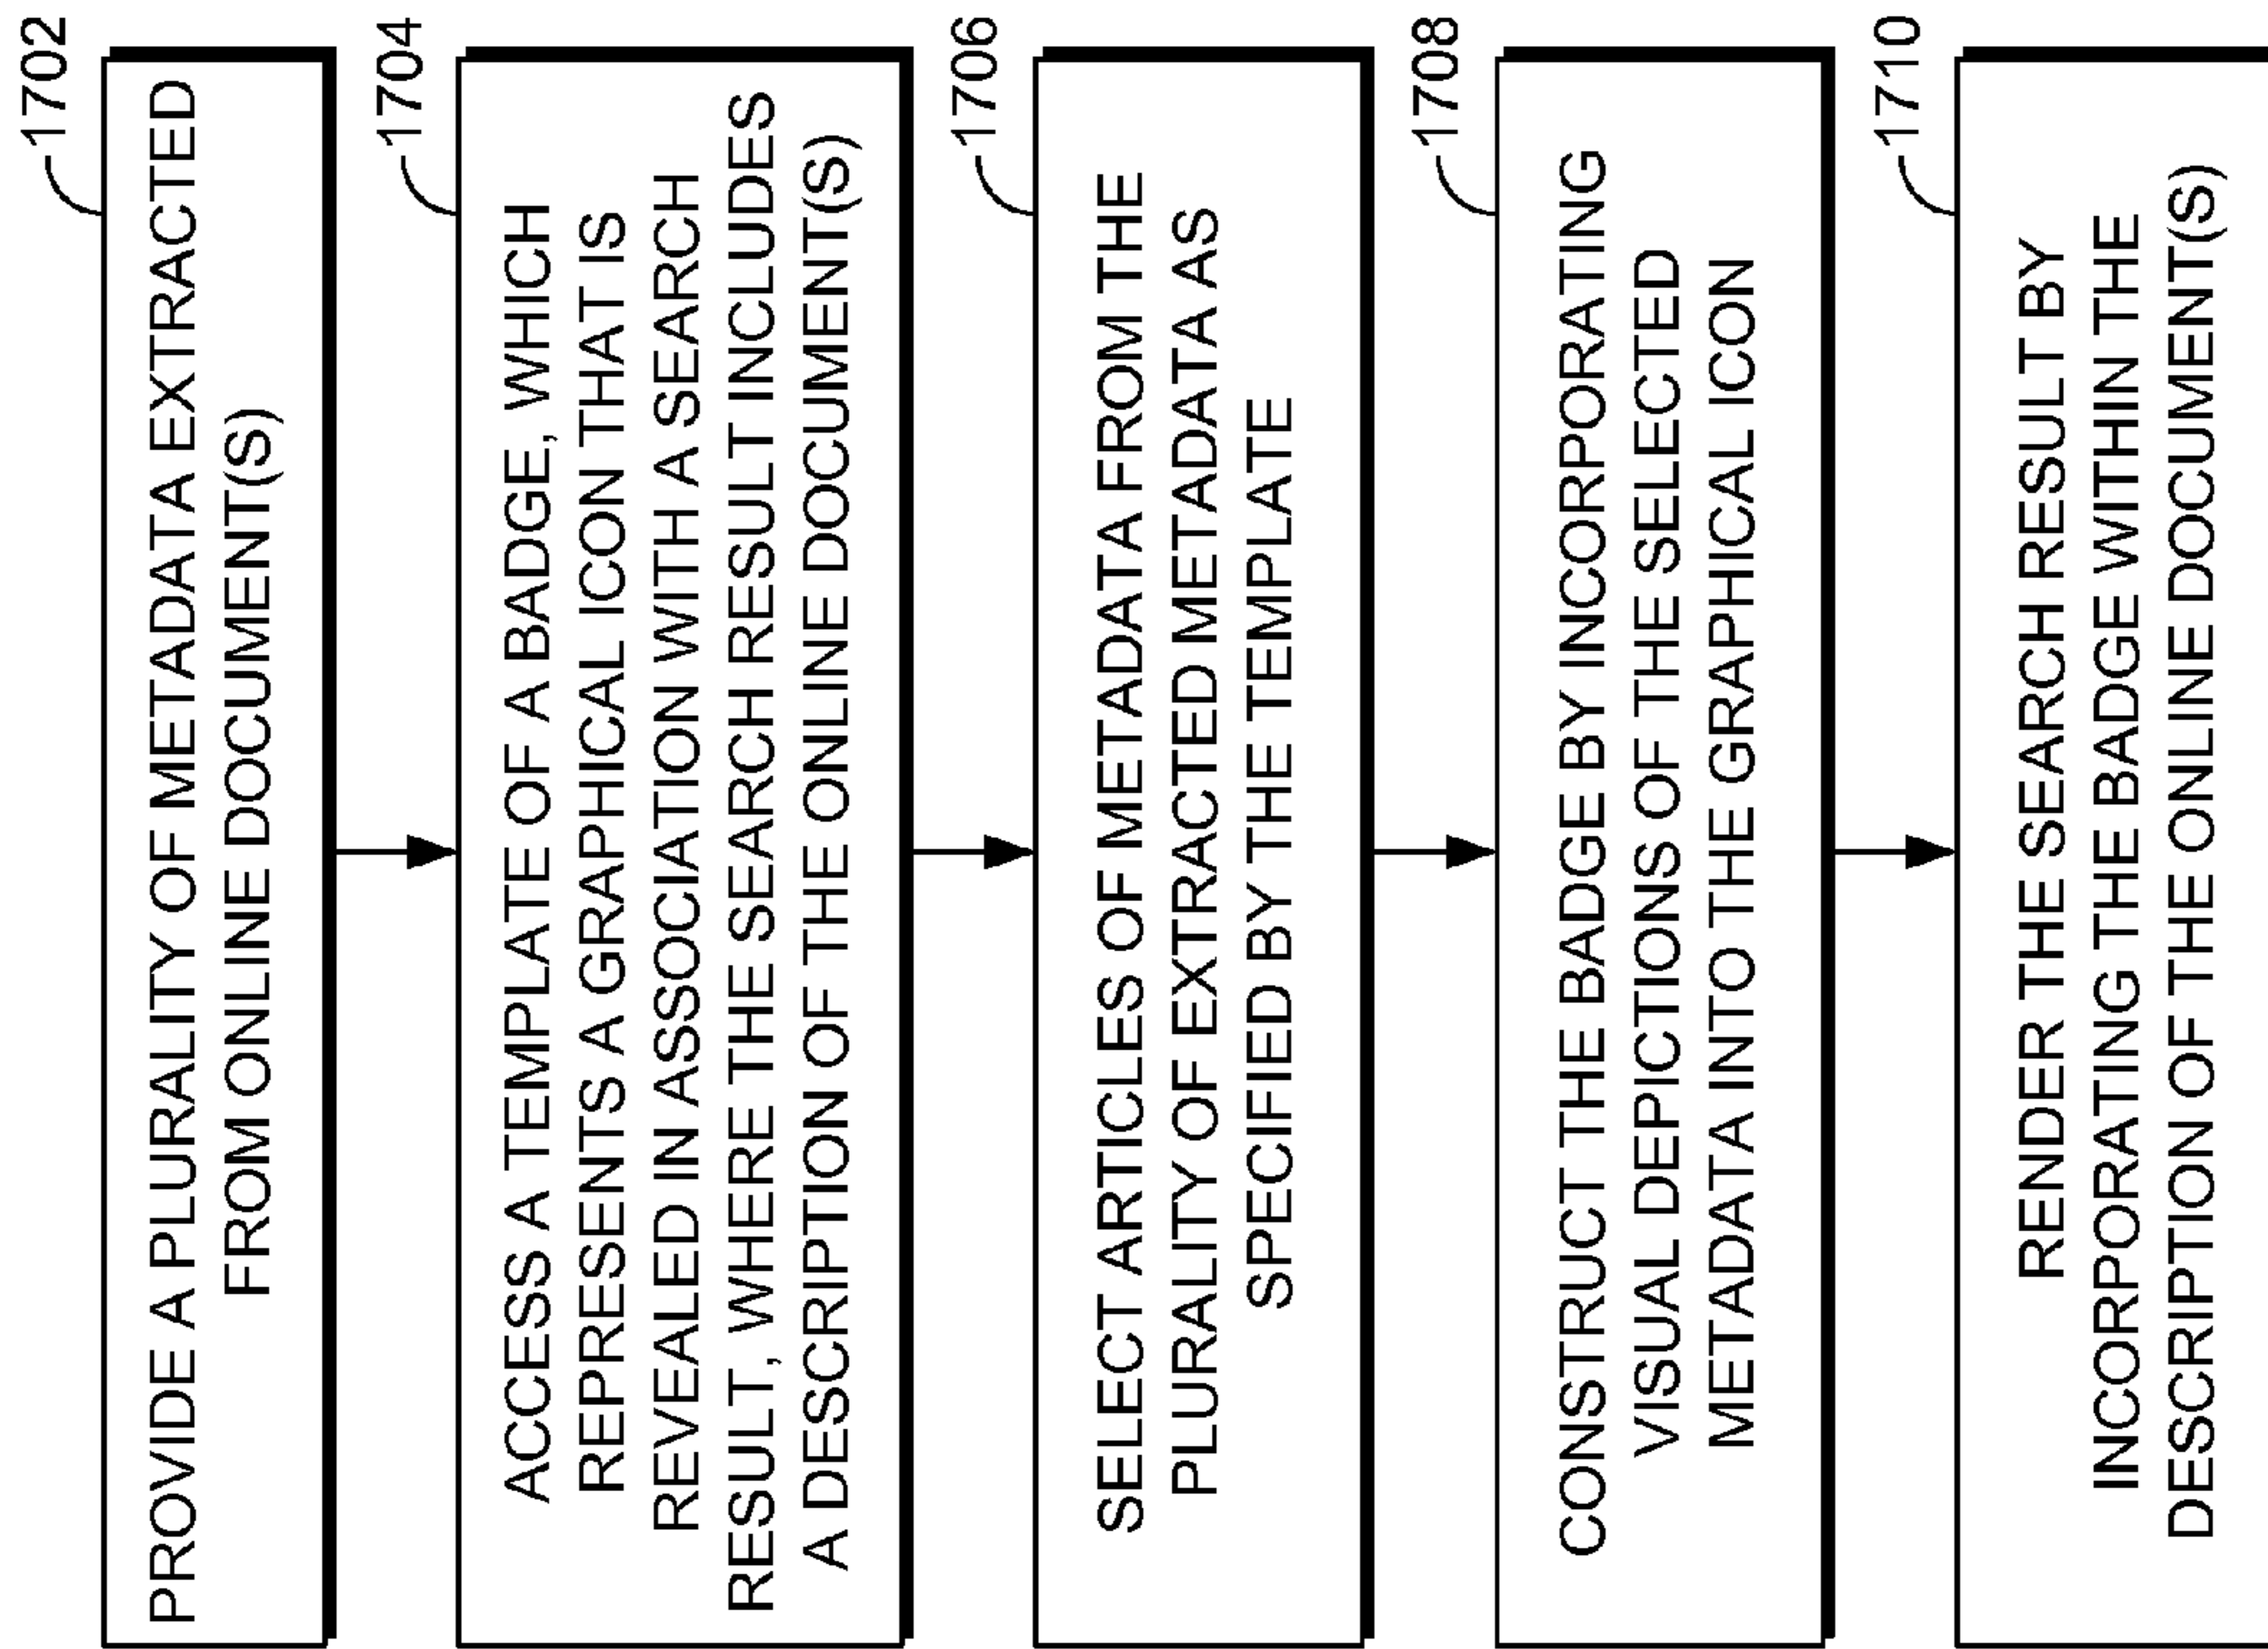 1702
PROVIDE A PLURALITY OF METADATA EXTRACTED
FROM ONLINE DOCUMENT(S)
1704
ACCESS A TEMPLATE OF A BADGE, WHICH
REPRESENTS A GRAPHICAL ICON THAT IS
REVEALED IN ASSOCIATION WITH A SEARCH
RESULT, WHERE THE SEARCH RESULT INCLUDES
A DESCRIPTION OF THE ONLINE DOCUMENT(S)
1706
SELECT ARTICLES OF METADATA FROM THE
PLURALITY OF EXTRACTED METADATA AS
SPECIFIED BY THE TEMPLATE
1708
CONSTRUCT THE BADGE BY INCORPORATING
VISUAL DEPICTIONS OF THE SELECTED
METADATA INTO THE GRAPHICAL ICON
1710
RENDER THE SEARCH RESULT BY
INCORPORATING THE BADGE WITHIN THE
DESCRIPTION OF THE ONLINE DOCUMENT(S)